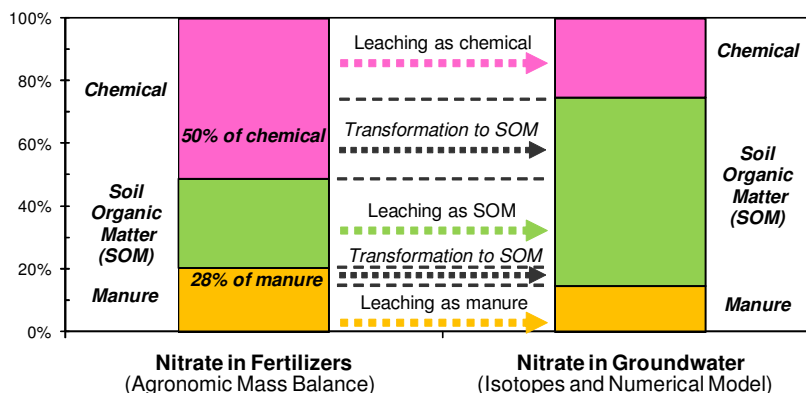 100%
80%
60%
40%
20%
0%
Chemical
Soil
Organic
Matter
(SOM)
Manure
50% of chemical
28% of manure
Leaching as chemical
Transformation to SOM
Leaching as SOM
Transformation to SOM
Leaching as manure
Chemical
Soil
Organic
Matter
(SOM)
Manure
Nitrate in Fertilizers
(Agronomic Mass Balance)
Nitrate in Groundwater
(Isotopes and Numerical Model)